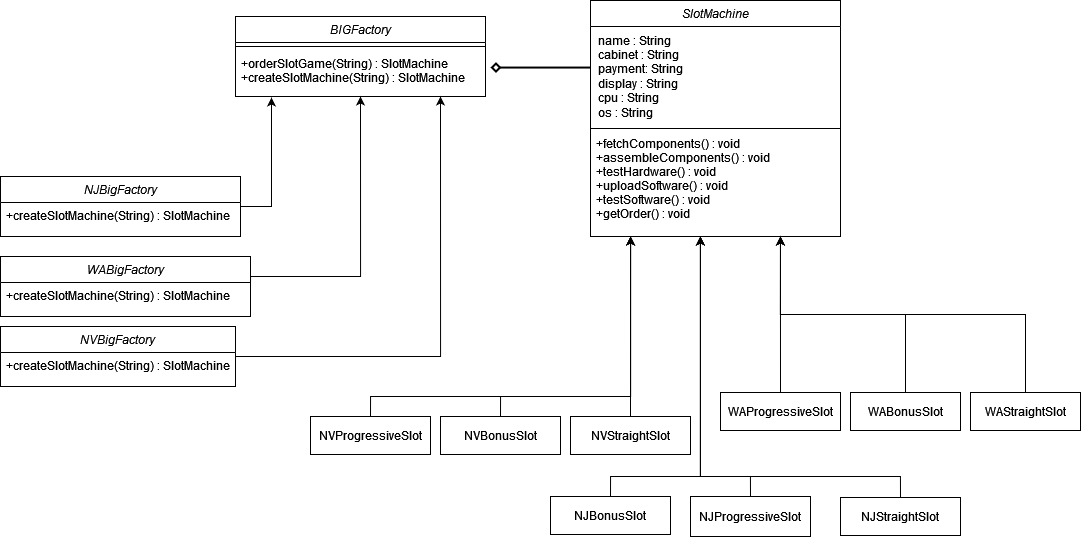 BIGFactory
+orderSlotGame(String) : SlotMachine
+createSlotMachine(String) : SlotMachine
SlotMachine
name : String
cabinet : String
payment: String
display : String
cpu : String
os : String
+fetchComponents() : void
+assembleComponents() : void
+testHardware() : void
+uploadSoftware() : void
+testSoftware() : void
+getOrder() : void
NJBigFactory
+createSlotMachine(String) : SlotMachine
WABigFactory
+createSlotMachine(String) : SlotMachine
NVBigFactory
+createSlotMachine(String) : SlotMachine
NVProgressiveSlot
NVBonusSlot
NVStraightSlot
WAProgressiveSlot
WABonusSlot
WAStraightSlot
NJBonusSlot
NJProgressiveSlot
NJStraightSlot